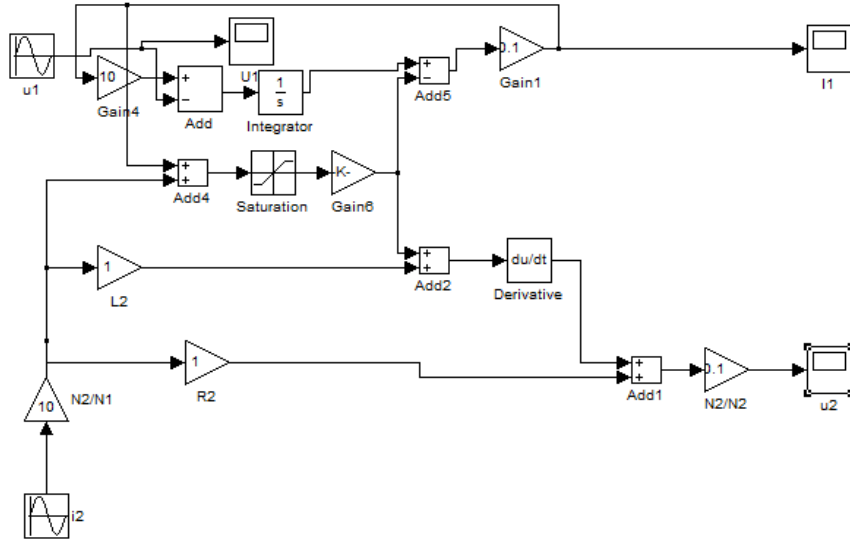 u1
10
Gain4
+
−
Add
U1
1
s
Integrator
+
−
Add5
0.1
Gain1
I1
+
+
Add4
Saturation
K-
Gain6
1
L2
+
+
Add2
du/dt
Derivative
10
N2/N1
1
R2
+
+
Add1
0.1
N2/N2
u2
i2